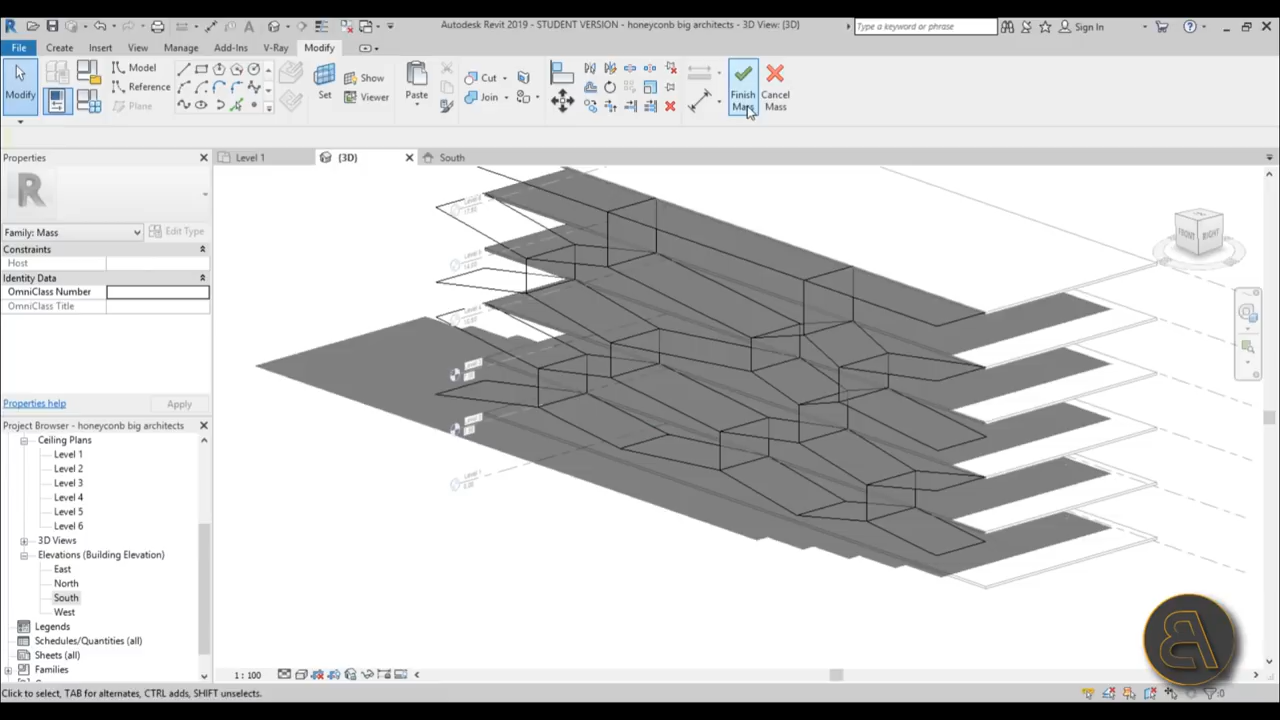 Autodesk Revit 2019 - STUDENT VERSION - honeyconb big architects - 3D View: {3D}
Type a keyword or phrase
Sign In
File Create Insert View Manage Add-Ins V-Ray Modify
Modify
Model
Reference
Plane
Set
Show
Viewer
Paste
Cut
Join
Finish Mass
Cancel Mass
Properties
Level 1
{3D}
South
Family: Mass
Edit Type
Constraints
Host
Identity Data
OmniClass Number
OmniClass Title
Properties help
Apply
Project Browser - honeyconb big architects
Ceiling Plans
Level 1
Level 2
Level 3
Level 4
Level 5
Level 6
3D Views
Elevations (Building Elevation)
East
North
South
West
Legends
Schedules/Quantities (all)
Sheets (all)
Families
FRONT
RIGHT
1 : 100
Click to select, TAB for alternates, CTRL adds, SHIFT unselects.
:0